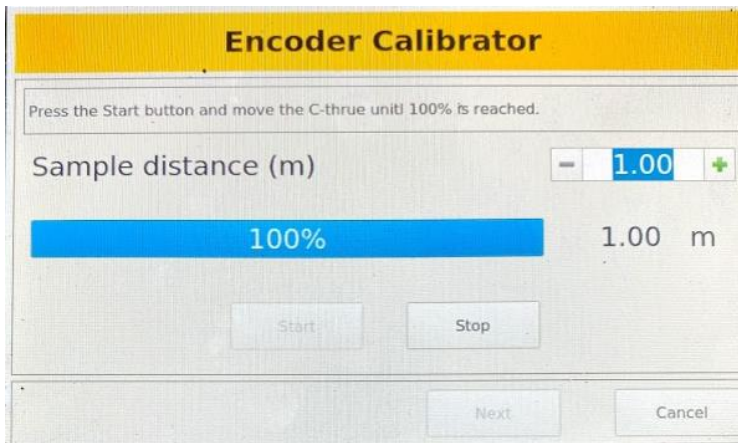 Encoder Calibrator
Press the Start button and move the C-thrue unitl 100% is reached.
Sample distance (m) − 1.00 +
100% 1.00 m
Start Stop
Next Cancel